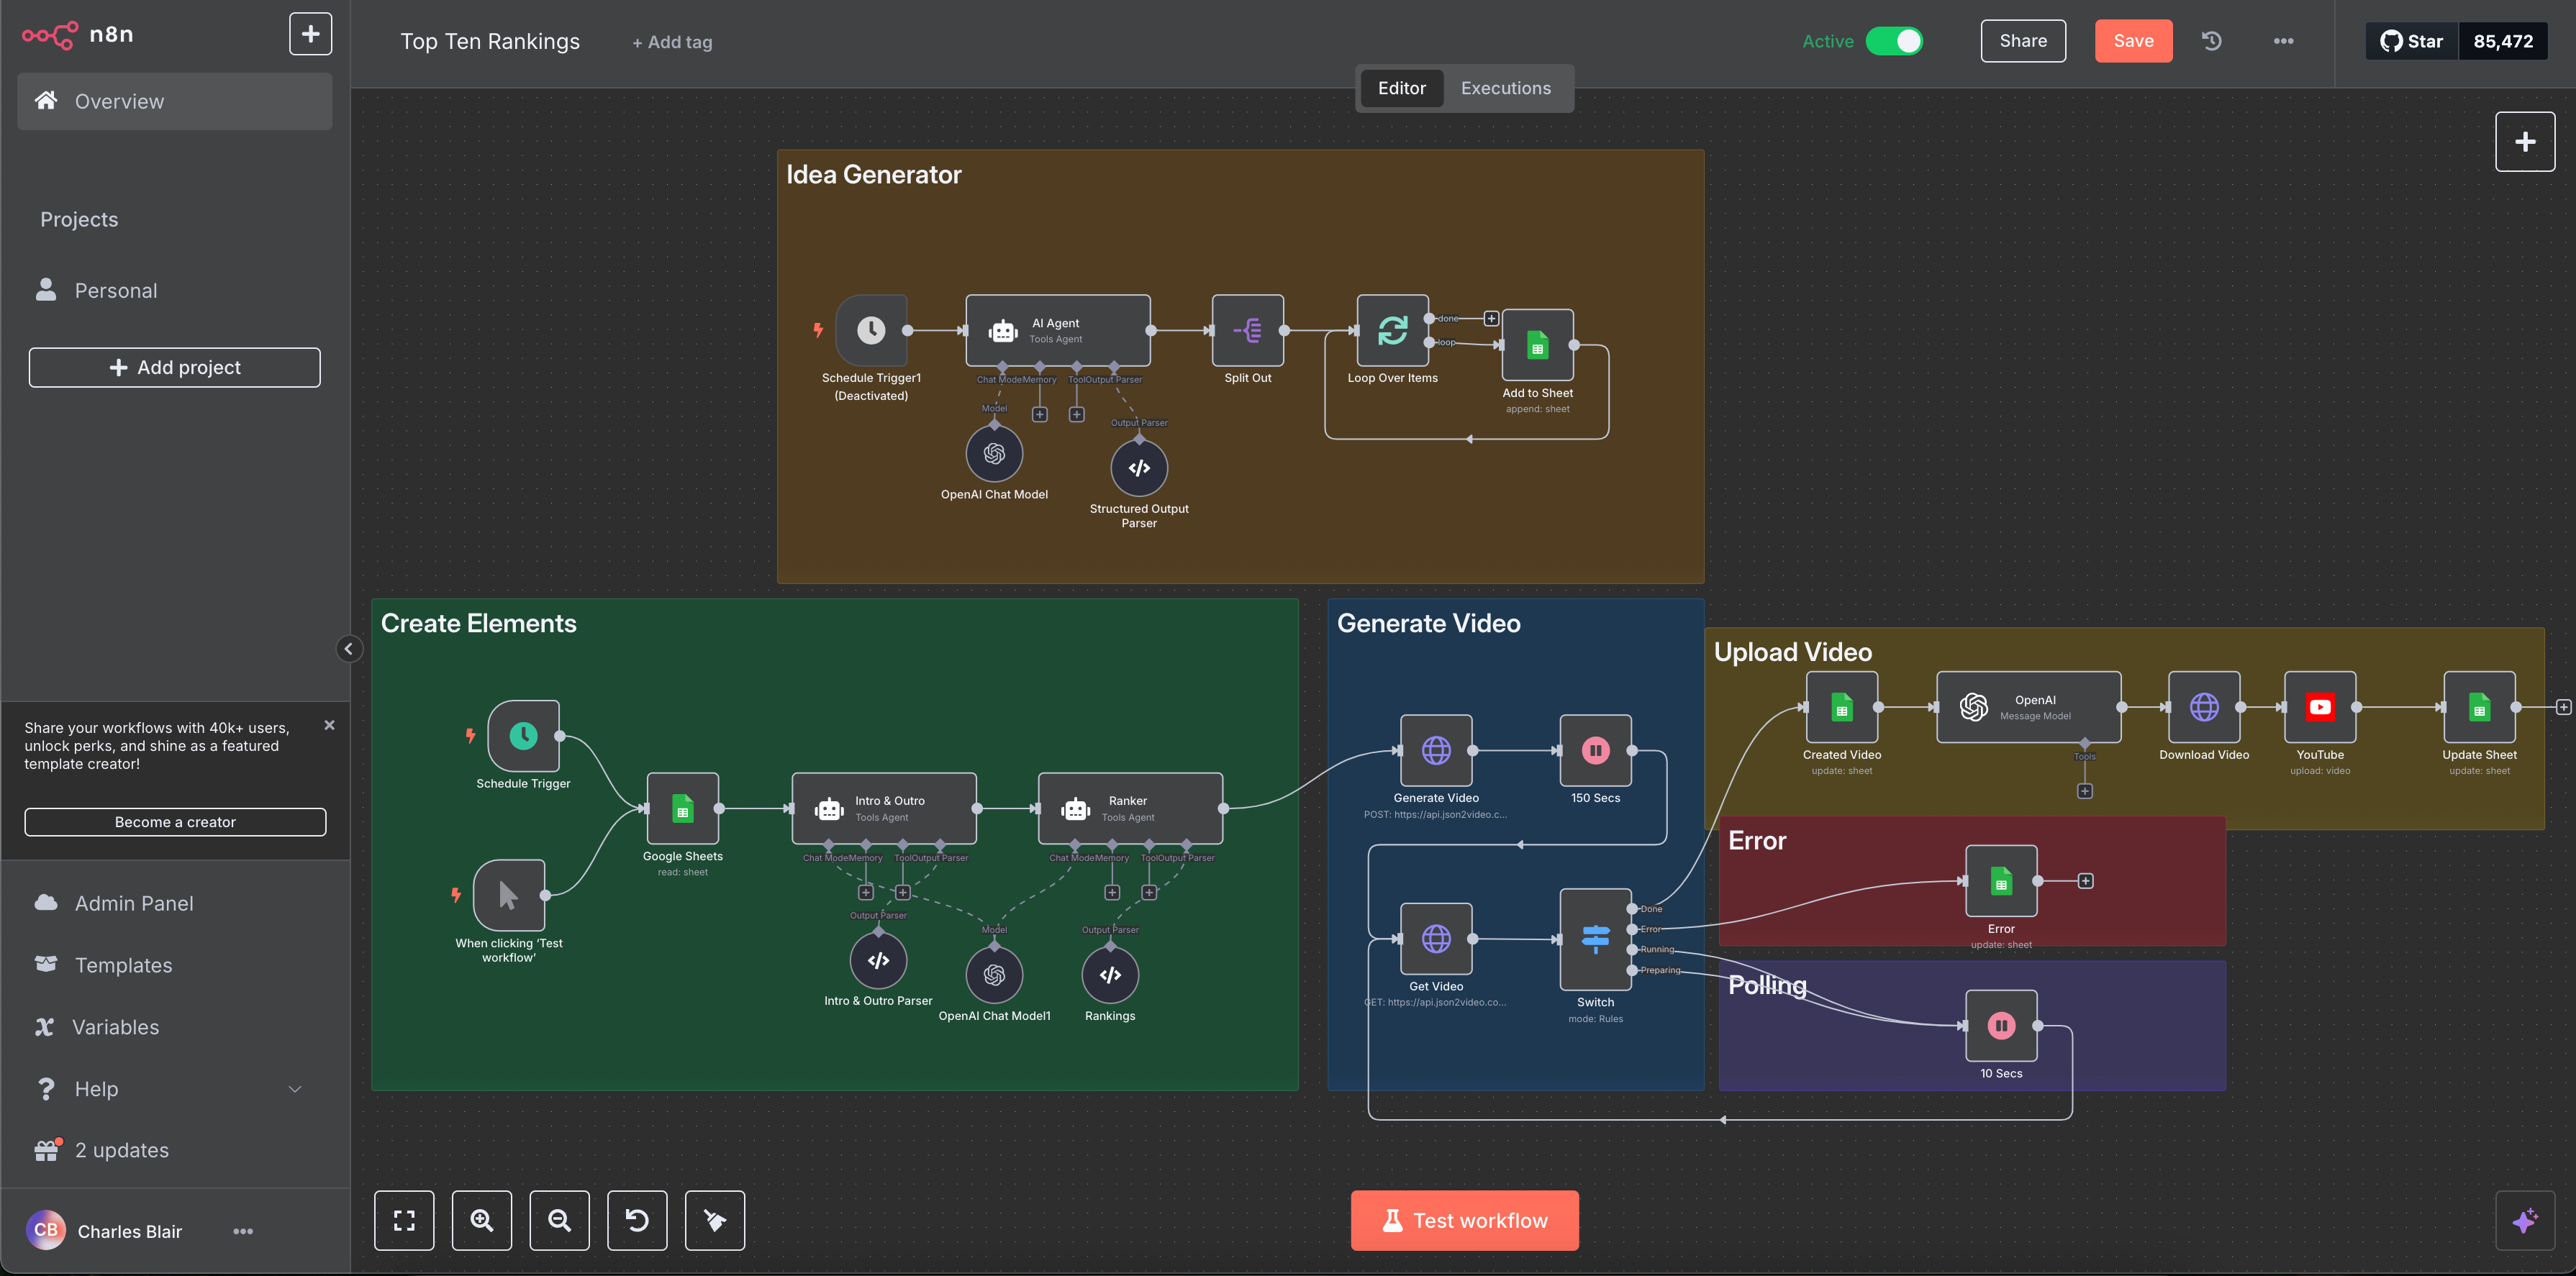 n8n
Overview
Projects
Personal
Add project
Share your workflows with 40k+ users,
unlock perks, and shine as a featured
template creator!
Become a creator
Admin Panel
Templates
Variables
Help
2 updates
CB
Charles Blair
Top Ten Rankings
+ Add tag
Active
Share
Save
Star
85,472
Editor
Executions
Idea Generator
Schedule Trigger1
(Deactivated)
AI Agent
Tools Agent
Chat Mode
Memory
Tool
Output Parser
Model
OpenAI Chat Model
Output Parser
Structured Output
Parser
Split Out
Loop Over Items
done
loop
Add to Sheet
append: sheet
Create Elements
Schedule Trigger
When clicking ‘Test
workflow’
Google Sheets
read: sheet
Intro & Outro
Tools Agent
Chat Mode
Memory
Tool
Output Parser
Output Parser
Intro & Outro Parser
Ranker
Tools Agent
Chat Mode
Memory
Tool
Output Parser
Model
OpenAI Chat Model1
Output Parser
Rankings
Generate Video
Generate Video
POST: https://api.json2video.c...
150 Secs
Get Video
GET: https://api.json2video.co...
Switch
mode: Rules
Done
Error
Running
Preparing
Upload Video
Created Video
update: sheet
OpenAI
Message Model
Tools
Download Video
YouTube
upload: video
Update Sheet
update: sheet
Error
Error
update: sheet
Polling
10 Secs
Test workflow